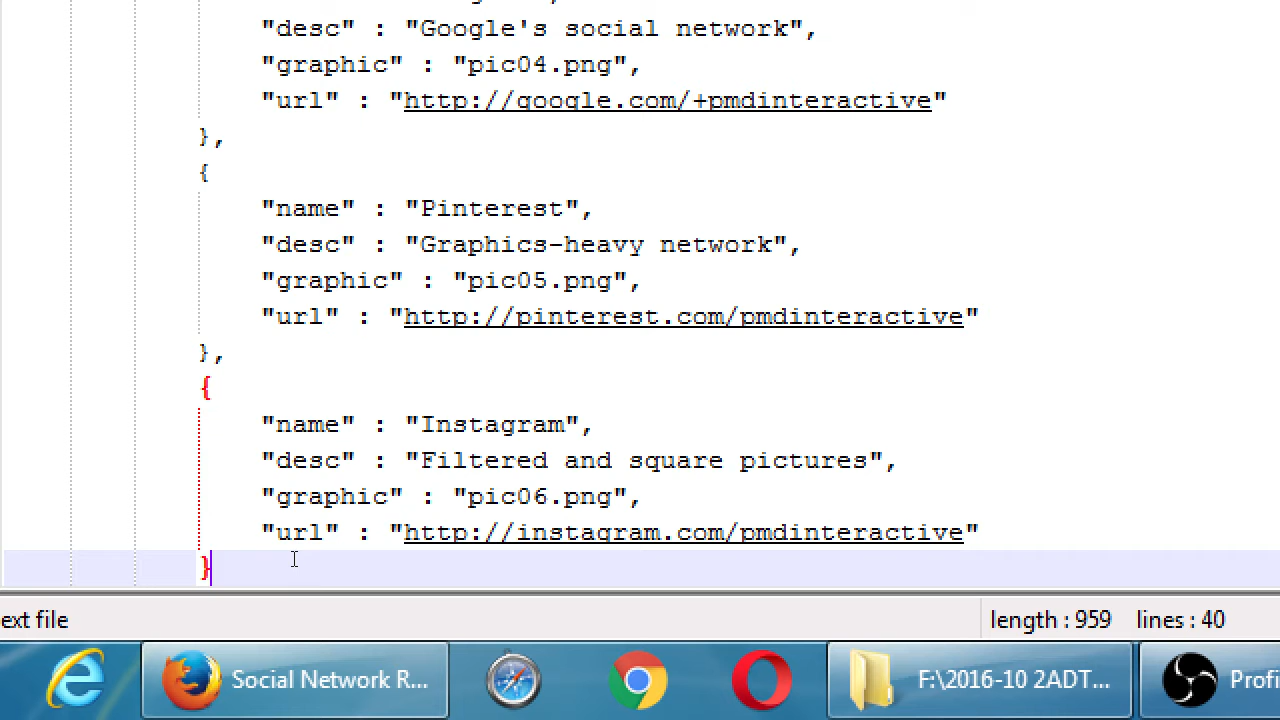 "desc" : "Google's social network",
"graphic" : "pic04.png",
"url" : "http://google.com/+pmdinteractive"
},
{
"name" : "Pinterest",
"desc" : "Graphics-heavy network",
"graphic" : "pic05.png",
"url" : "http://pinterest.com/pmdinteractive"
},
{
"name" : "Instagram",
"desc" : "Filtered and square pictures",
"graphic" : "pic06.png",
"url" : "http://instagram.com/pmdinteractive"
}
ext file length : 959 lines : 40
Social Network R... F:\2016-10 2ADT... Profi